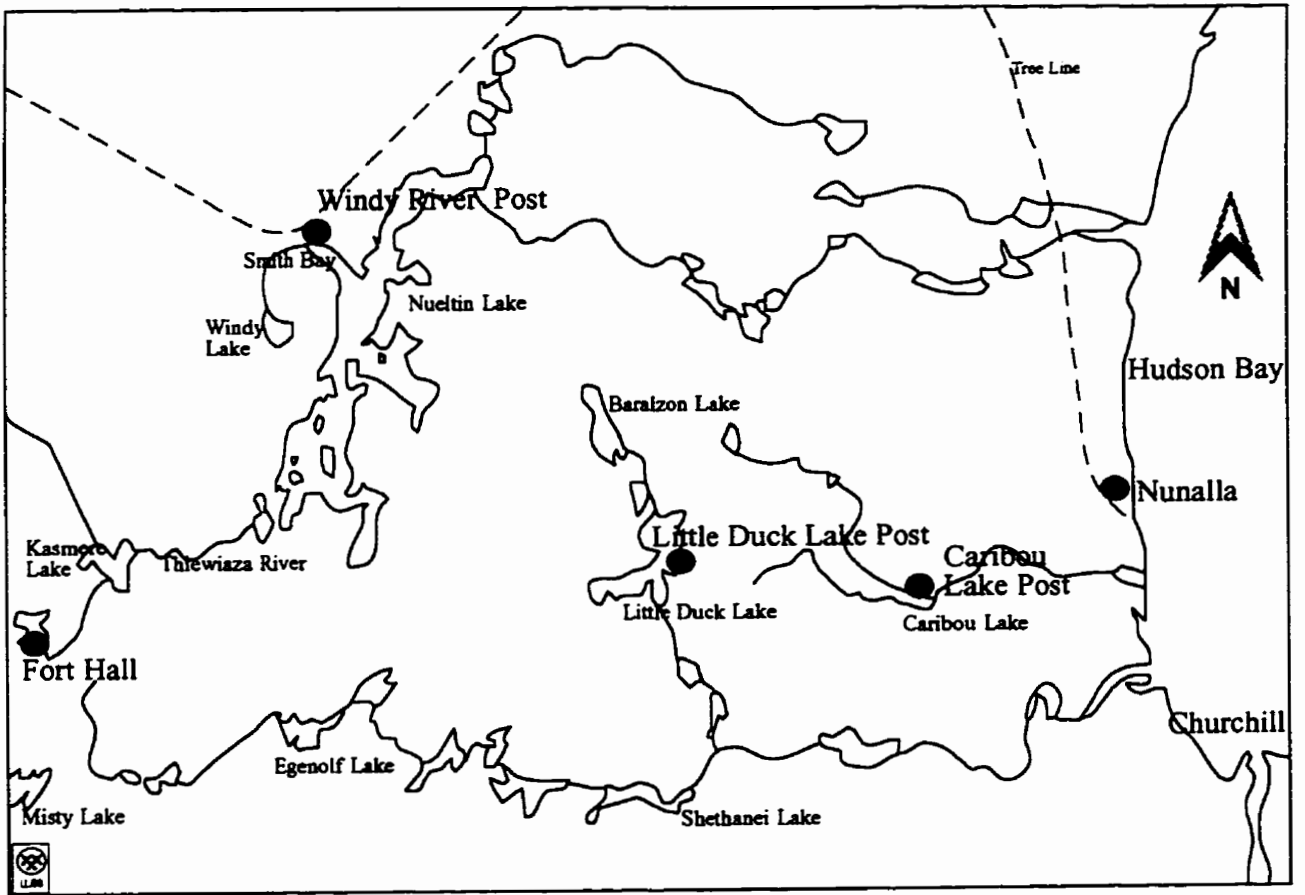 Tree Line
Windy River Post
Smith Bay
Nueltin Lake
Windy
Lake
N
Hudson Bay
Baralzon Lake
Nunalla
Little Duck Lake Post
Kasmere
Lake
Thlewiaza River
Caribou
Lake Post
Little Duck Lake
Caribou Lake
Fort Hall
Churchill
Egenolf Lake
Misty Lake
Shethanei Lake